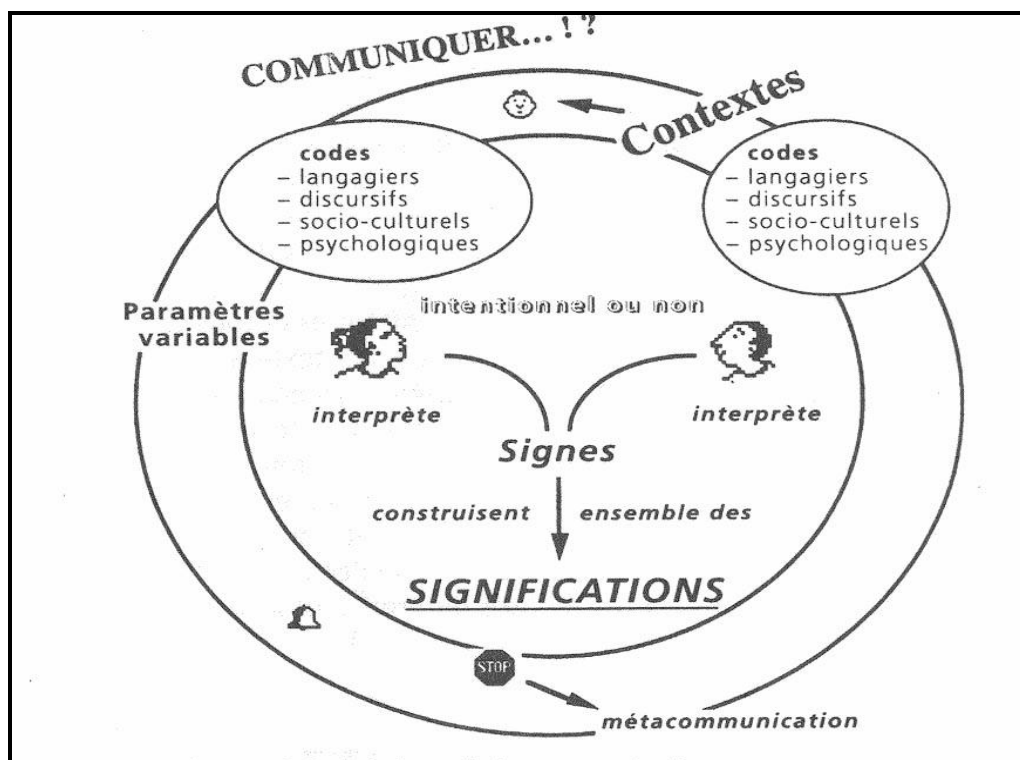 COMMUNIQUER...!?
Contextes
codes
– langagiers
– discursifs
– socio-culturels
– psychologiques
codes
– langagiers
– discursifs
– socio-culturels
– psychologiques
Paramètres
variables
intentionnel ou non
interprète
interprète
Signes
construisent
ensemble des
SIGNIFICATIONS
STOP
métacommunication